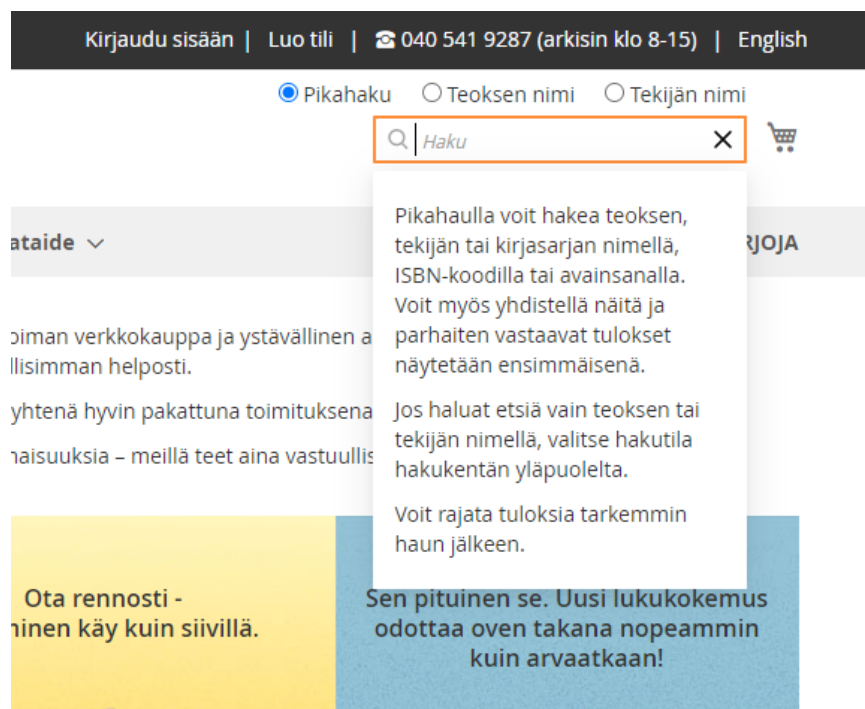 Kirjaudu sisään | Luo tili | ☎ 040 541 9287 (arkisin klo 8-15) | English
Pikahaku Teoksen nimi Tekijän nimi
Haku
Pikahaulla voit hakea teoksen,
tekijän tai kirjasarjan nimellä,
ISBN-koodilla tai avainsanalla.
Voit myös yhdistellä näitä ja
parhaiten vastaavat tulokset
näytetään ensimmäisenä.
Jos haluat etsiä vain teoksen tai
tekijän nimellä, valitse hakutila
hakukentän yläpuolelta.
Voit rajata tuloksia tarkemmin
haun jälkeen.
ataide
RJOJA
oiman verkkokauppa ja ystävällinen a
llisimman helposti.
yhtenä hyvin pakattuna toimituksena
naisuuksia – meillä teet aina vastuullis
Ota rennosti -
ninen käy kuin siivillä.
Sen pituinen se. Uusi lukukokemus
odottaa oven takana nopeammin
kuin arvaatkaan!